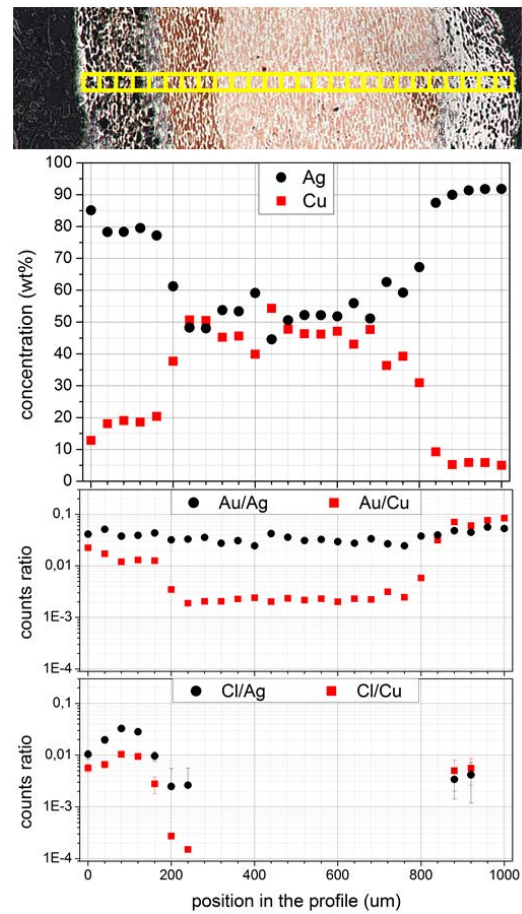 Ag
Cu
100
90
80
70
60
50
40
30
20
10
0
concentration (wt%)
Au/Ag Au/Cu
0,1
0,01
1E-3
1E-4
counts ratio
Cl/Ag Cl/Cu
0,1
0,01
1E-3
1E-4
counts ratio
0 200 400 600 800 1000
position in the profile (um)